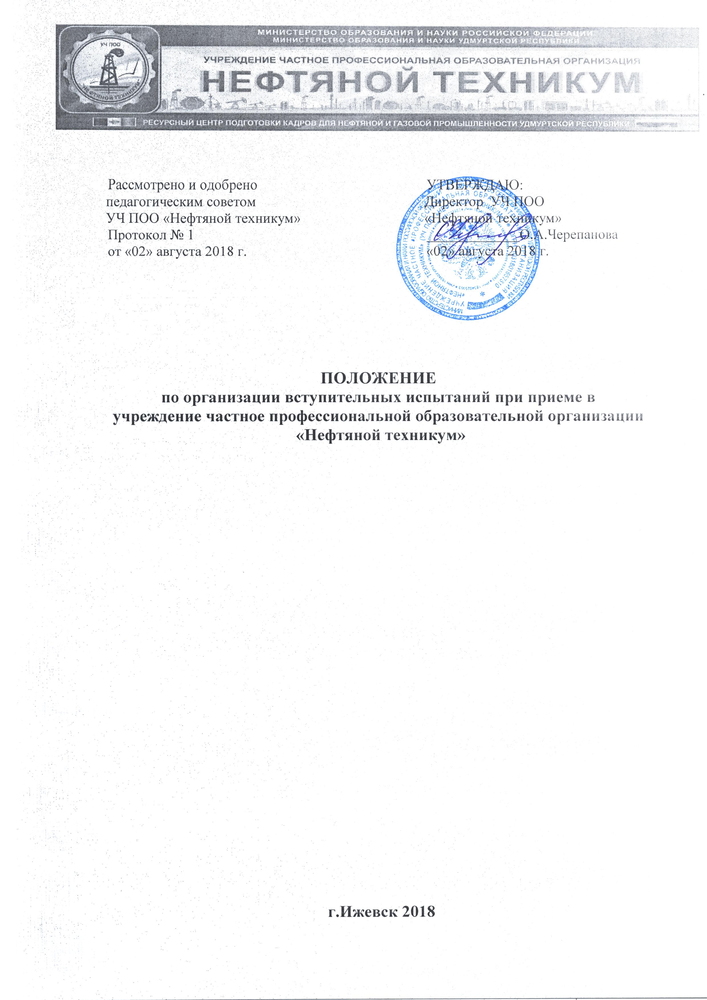 МИНИСТЕРСТВО ОБРАЗОВАНИЯ И НАУКИ РОССИЙСКОЙ ФЕДЕРАЦИИ
МИНИСТЕРСТВО ОБРАЗОВАНИЯ И НАУКИ УДМУРТСКОЙ РЕСПУБЛИКИ
УЧ ПОО
НЕФТЯНОЙ ТЕХНИКУМ
УЧРЕЖДЕНИЕ ЧАСТНОЕ ПРОФЕССИОНАЛЬНАЯ ОБРАЗОВАТЕЛЬНАЯ ОРГАНИЗАЦИЯ
НЕФТЯНОЙ ТЕХНИКУМ
РЕСУРСНЫЙ ЦЕНТР ПОДГОТОВКИ КАДРОВ ДЛЯ НЕФТЯНОЙ И ГАЗОВОЙ ПРОМЫШЛЕННОСТИ УДМУРТСКОЙ РЕСПУБЛИКИ
Рассмотрено и одобрено
педагогическим советом
УЧ ПОО «Нефтяной техникум»
Протокол № 1
от «02» августа 2018 г.
УТВЕРЖДАЮ:
Директор УЧ ПОО
«Нефтяной техникум»
О.А.Черепанова
«02» августа 2018 г.
ПОЛОЖЕНИЕ
по организации вступительных испытаний при приеме в
учреждение частное профессиональной образовательной организации
«Нефтяной техникум»
г.Ижевск 2018